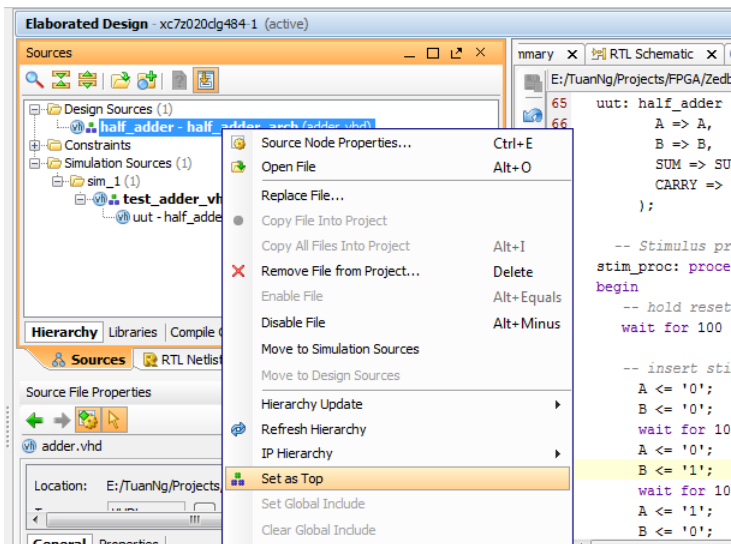 Elaborated Design - xc7z020clg484-1 (active)
Sources
Design Sources (1)
half_adder - half_adder_arch (adder.vhd)
Constraints
Simulation Sources (1)
sim_1 (1)
test_adder_vh
uut - half_adde
Hierarchy Libraries Compile
Sources RTL Netlist
Source File Properties
adder.vhd
Location: E:/TuanNg/Projects/
General Properties
Source Node Properties... Ctrl+E
Open File Alt+O
Replace File...
Copy File Into Project
Copy All Files Into Project Alt+I
Remove File from Project... Delete
Enable File Alt+Equals
Disable File Alt+Minus
Move to Simulation Sources
Move to Design Sources
Hierarchy Update
Refresh Hierarchy
IP Hierarchy
Set as Top
Set Global Include
Clear Global Include
mmary RTL Schematic
E:/TuanNg/Projects/FPGA/Zedb
65 uut: half_adder
66 A => A,
B => B,
SUM => SU
CARRY =>
);
-- Stimulus pr
stim_proc: proce
begin
-- hold reset
wait for 100
-- insert sti
A <= '0';
B <= '0';
wait for 10
A <= '0';
B <= '1';
wait for 10
A <= '1';
B <= '0';